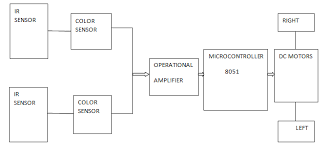 IR
SENSOR
COLOR
SENSOR
IR
SENSOR
COLOR
SENSOR
OPERATIONAL
AMPLIFIER
MICROCONTROLLER
8051
RIGHT
DC MOTORS
LEFT